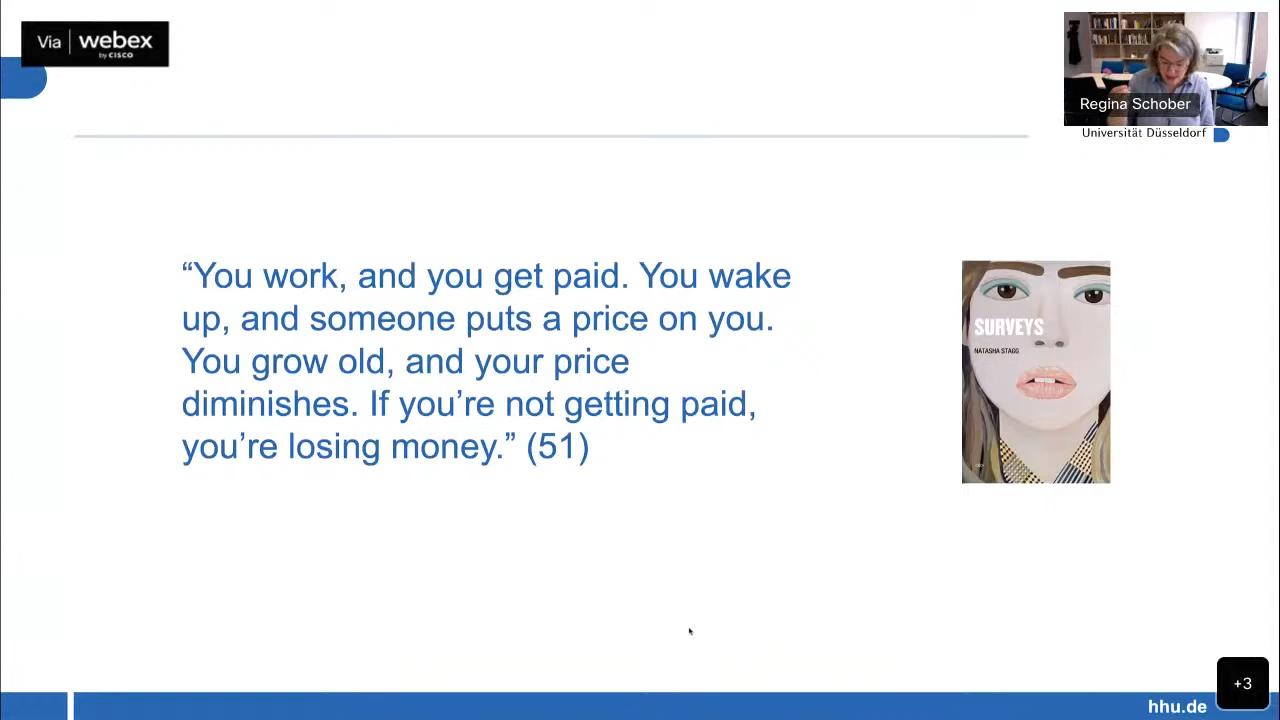 Via webex
by CISCO
Regina Schober
Universität Düsseldorf
“You work, and you get paid. You wake
up, and someone puts a price on you.
You grow old, and your price
diminishes. If you’re not getting paid,
you’re losing money.” (51)
SURVEYS
NATASHA STAGG
hhu.de
+3